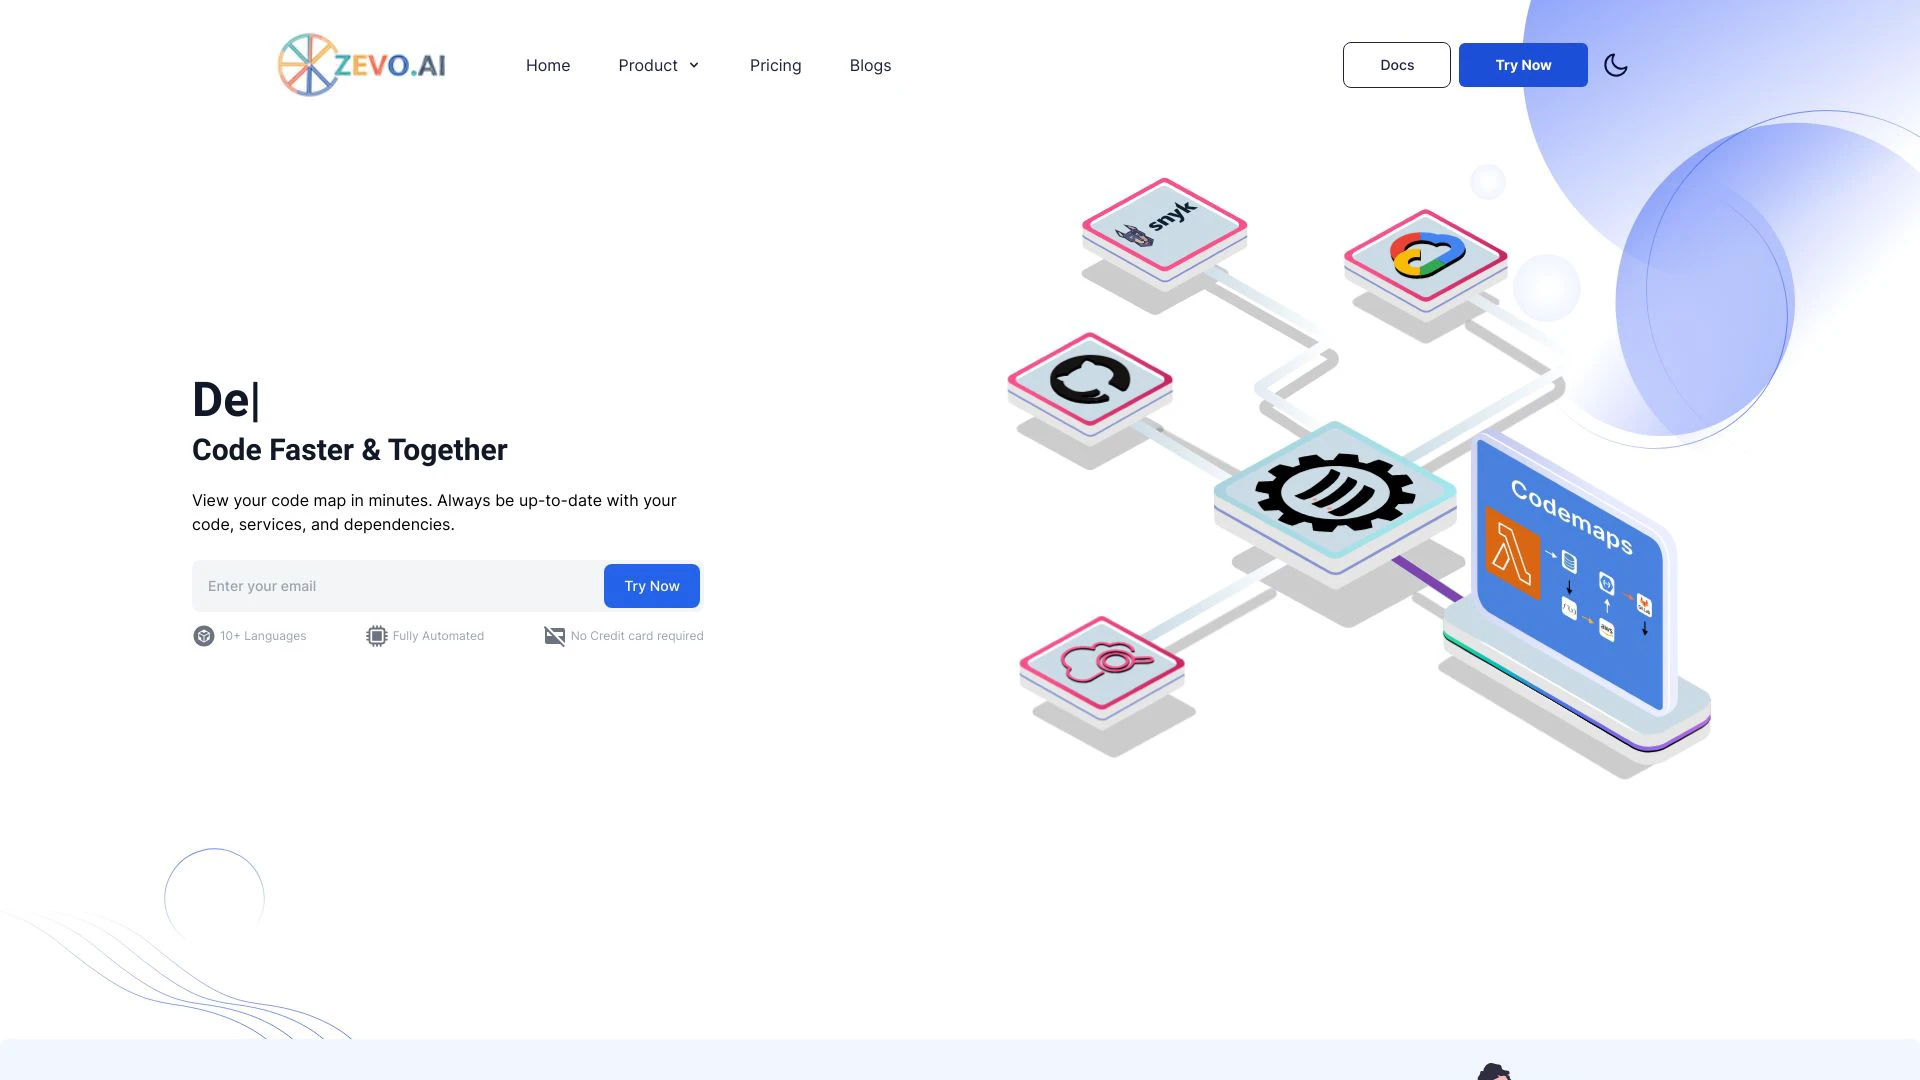 ZEVO.AI
Home
Product
Pricing
Blogs
Docs
Try Now
snyk
De|
Code Faster & Together
View your code map in minutes. Always be up-to-date with your
code, services, and dependencies.
Enter your email
Try Now
10+ Languages
Fully Automated
No Credit card required
Codemaps
aws